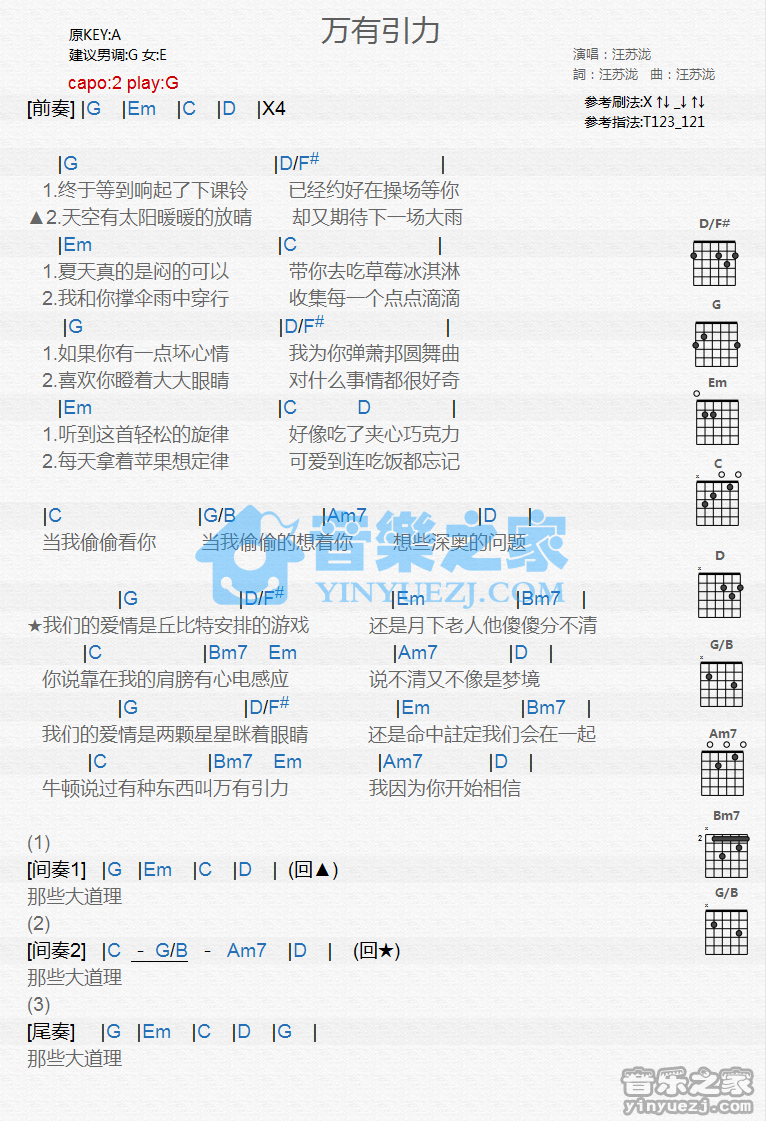 万有引力
原KEY:A
建议男调:G 女:E
演唱：汪苏泷
詞：汪苏泷 曲：汪苏泷
capo:2 play:G
参考刷法:X ↑↓ _↓ ↑↓
[前奏] |G |Em |C |D |X4
参考指法:T123_121
|G |D/F# |
1.终于等到响起了下课铃 已经约好在操场等你
▲2.天空有太阳暖暖的放晴 却又期待下一场大雨
|Em |C |
1.夏天真的是闷的可以 带你去吃草莓冰淇淋
2.我和你撑伞雨中穿行 收集每一个点点滴滴
|G |D/F# |
1.如果你有一点坏心情 我为你弹萧邦圆舞曲
2.喜欢你瞪着大大眼睛 对什么事情都很好奇
|Em |C D |
1.听到这首轻松的旋律 好像吃了夹心巧克力
2.每天拿着苹果想定律 可爱到连吃饭都忘记
|C |G/B |Am7 |D |
当我偷偷看你 当我偷偷的想着你 想些深奥的问题
音樂之家
YINYUEZJ.COM
|G |D/F# |Em |Bm7 |
★我们的爱情是丘比特安排的游戏 还是月下老人他傻傻分不清
|C |Bm7 Em |Am7 |D |
你说靠在我的肩膀有心电感应 说不清又不像是梦境
|G |D/F# |Em |Bm7 |
我们的爱情是两颗星星眯着眼睛 还是命中註定我们会在一起
|C |Bm7 Em |Am7 |D |
牛顿说过有种东西叫万有引力 我因为你开始相信
(1)
[间奏1] |G |Em |C |D | (回▲)
那些大道理
(2)
[间奏2] |C - G/B - Am7 |D | (回★)
那些大道理
(3)
[尾奏] |G |Em |C |D |G |
那些大道理
D/F#
G
Em
C
x
D
x
G/B
x
Am7
Bm7
x
2
G/B
x
音乐之家
yinyuezj.com